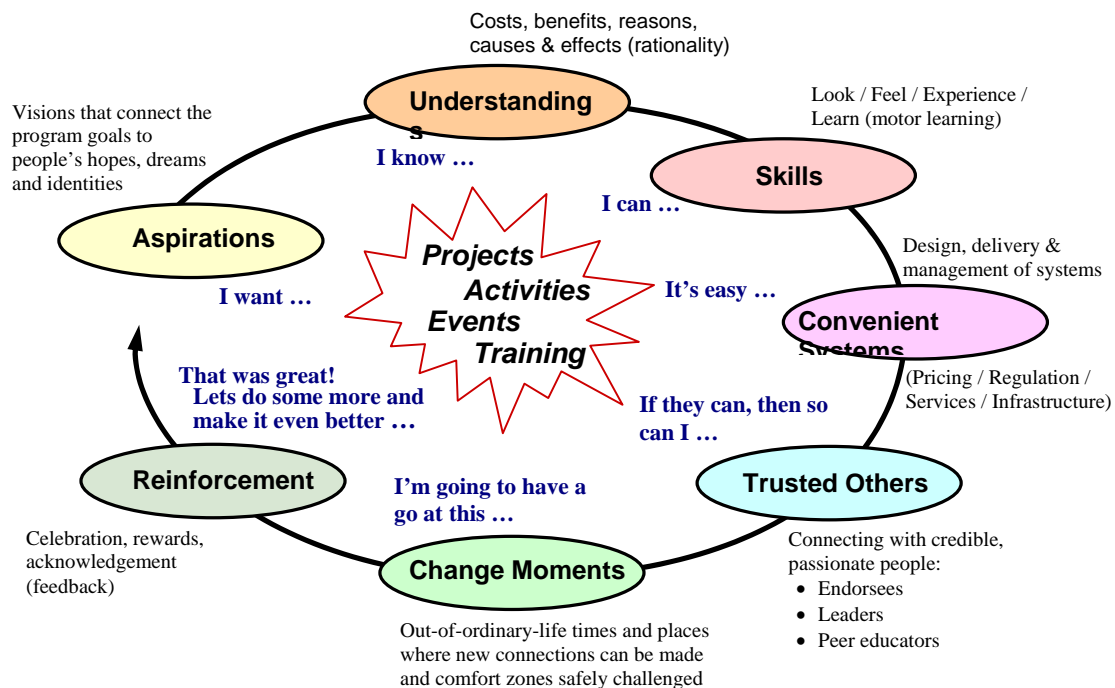 Costs, benefits, reasons,
causes & effects (rationality)
Understanding
s
I know …
Visions that connect the
program goals to
people’s hopes, dreams
and identities
Aspirations
I want …
Look / Feel / Experience /
Learn (motor learning)
Skills
I can …
Projects
Activities
Events
Training
Design, delivery &
management of systems
It’s easy …
Convenient
Systems
(Pricing / Regulation /
Services / Infrastructure)
If they can, then so
can I …
Trusted Others
Connecting with credible,
passionate people:
• Endorsees
• Leaders
• Peer educators
I’m going to have a
go at this …
Change Moments
Out-of-ordinary-life times and places
where new connections can be made
and comfort zones safely challenged
That was great!
Lets do some more and
make it even better …
Reinforcement
Celebration, rewards,
acknowledgement
(feedback)